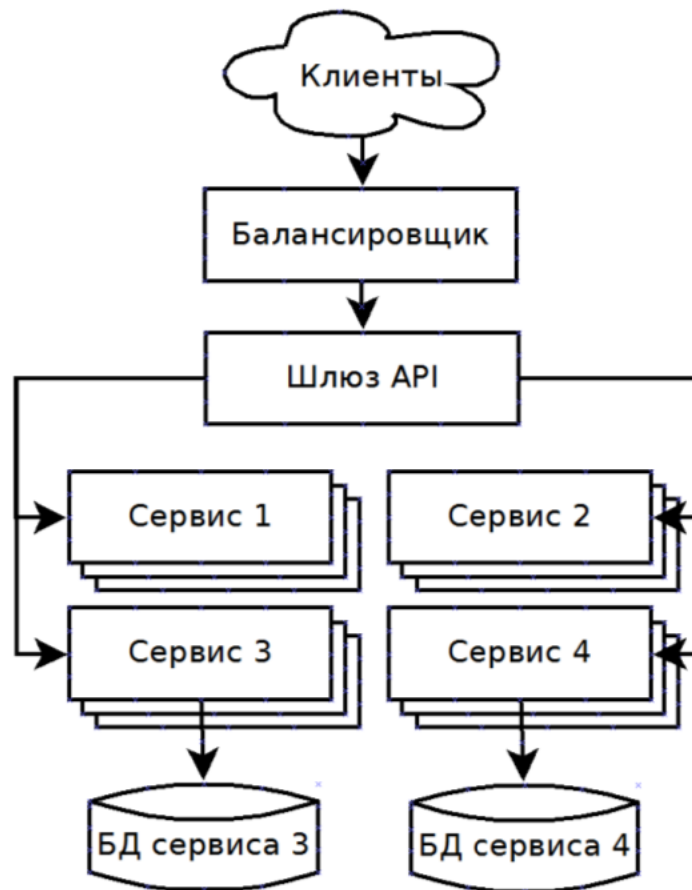 Клиенты
Балансировщик
Шлюз API
Сервис 1
Сервис 2
Сервис 3
Сервис 4
БД сервиса 3
БД сервиса 4